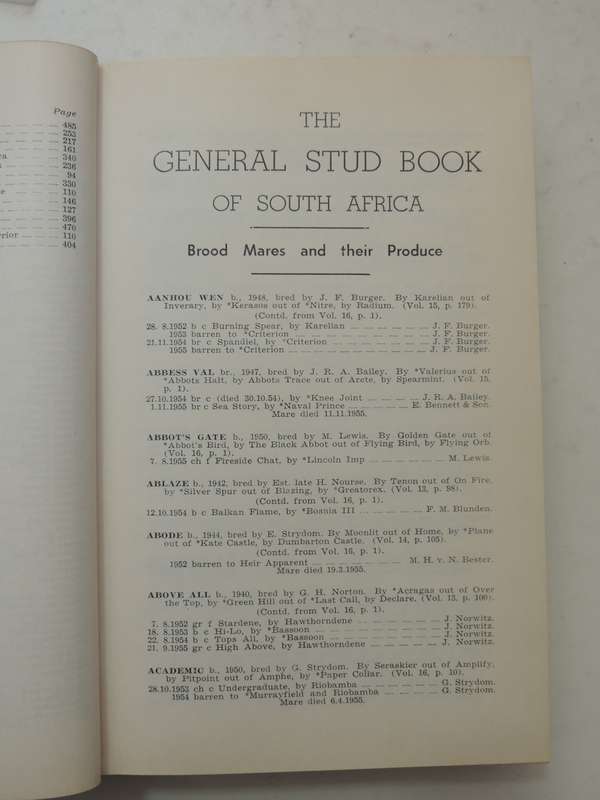 Page
485
253
217
161
340
236
94
330
110
146
127
396
470
110
404
THE
GENERAL STUD BOOK
OF SOUTH AFRICA
Brood Mares and their Produce
AANHOU WEN b., 1948, bred by J. F. Burger. By Karelian out of
Inverary, by *Kerasos out of *Nitre, by Radium. (Vol. 15, p. 179).
(Contd. from Vol. 16, p. 1).
28. 8.1952 b c Burning Spear, by Karelian — — — — — J. F. Burger.
1953 barren to *Criterion — — — — — — — — J. F. Burger.
21.11.1954 br c Spandiel, by *Criterion — — — — — J. F. Burger.
1955 barren to *Criterion — — — — — — — — J. F. Burger.
ABBESS VAL br., 1947, bred by J. R. A. Bailey. By *Valerius out of
*Abbots Halt, by Abbots Trace out of Arete, by Spearmint. (Vol. 15,
p. 1).
27.10.1954 br c (died 30.10.54), by *Knee Joint — — — J. R. A. Bailey.
1.11.1955 br c Sea Story, by *Naval Prince — — — — E. Bennett & Son.
Mare died 11.11.1955.
ABBOT'S GATE b., 1950, bred by M. Lewis. By Golden Gate out of
*Abbot's Bird, by The Black Abbot out of Flying Bird, by Flying Orb.
(Vol. 16, p. 1).
7. 8.1955 ch f Fireside Chat, by *Lincoln Imp — — — — M. Lewis.
ABLAZE b., 1942, bred by Est. late H. Nourse. By Tenon out of On Fire,
by *Silver Spur out of Blazing, by *Greatorex. (Vol. 13, p. 98).
(Contd. from Vol. 16, p. 1).
12.10.1954 b c Balkan Flame, by *Bosnia III — — — — F. M. Blunden.
ABODE b., 1944, bred by E. Strydom. By Moonlit out of Home, by *Plane
out of *Kate Castle, by Dumbarton Castle. (Vol. 14, p. 105).
(Contd. from Vol. 16, p. 1).
1952 barren to Heir Apparent — — — — — — M. H. v. N. Bester.
Mare died 19.3.1955.
ABOVE ALL b., 1940, bred by G. H. Norton. By *Acragas out of Over
the Top, by *Green Hill out of *Last Call, by Declare. (Vol. 13, p. 100).
(Contd. from Vol. 16, p. 1).
7. 8.1952 gr f Stardene, by Hawthorndene — — — — — J. Norwitz.
18. 8.1953 b c Hi-Lo, by *Bassoon — — — — — — — J. Norwitz.
22. 8.1954 b c Tops All, by *Bassoon — — — — — — J. Norwitz.
21. 9.1955 gr c High Above, by Hawthorndene — — — — J. Norwitz.
ACADEMIC b., 1950, bred by G. Strydom. By Seraskier out of Amplify,
by Pitpoint out of Amphe, by *Paper Collar. (Vol. 16, p. 10).
28.10.1953 ch c Undergraduate, by Riobamba — — — — G. Strydom.
1954 barren to *Murrayfield and Riobamba — — — G. Strydom.
Mare died 6.4.1955.